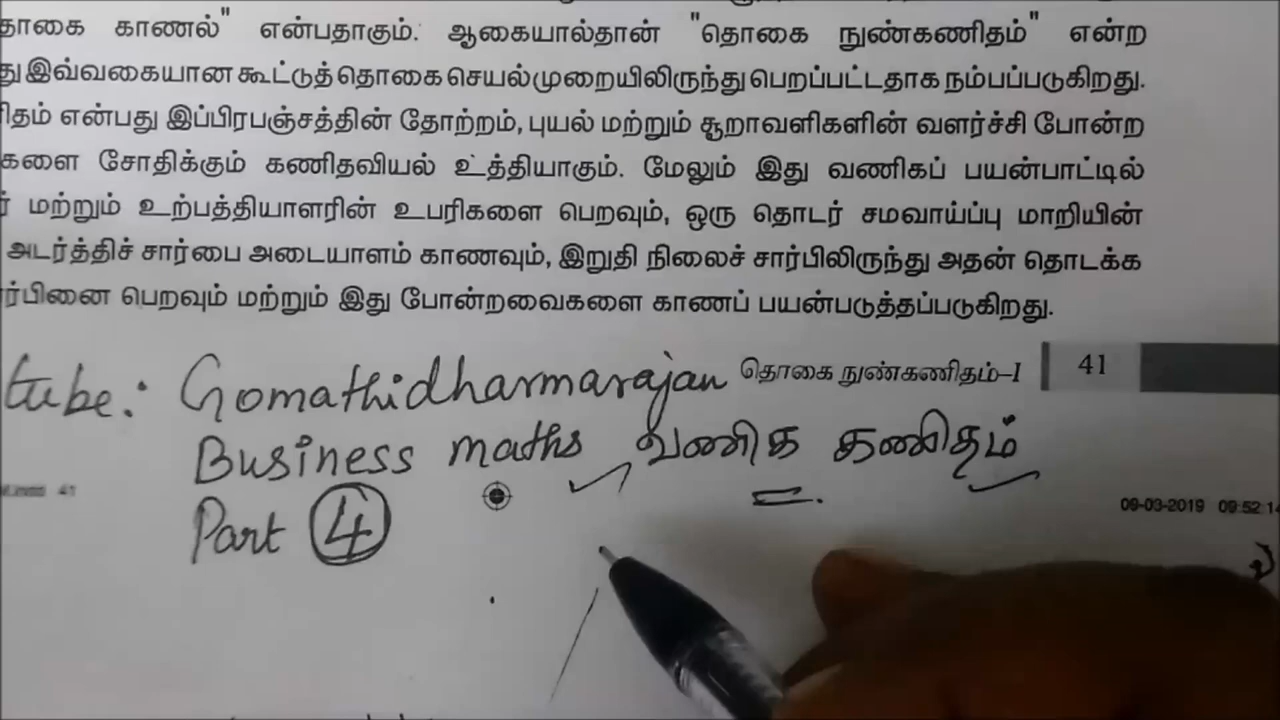 தொகை காணல்" என்பதாகும். ஆகையால்தான் "தொகை நுண்கணிதம்" என்ற
து இவ்வகையான கூட்டுத்தொகை செயல்முறையிலிருந்து பெறப்பட்டதாக நம்பப்படுகிறது.
ரிதம் என்பது இப்பிரபஞ்சத்தின் தோற்றம், புயல் மற்றும் சூறாவளிகளின் வளர்ச்சி போன்ற
களை சோதிக்கும் கணிதவியல் உத்தியாகும். மேலும் இது வணிகப் பயன்பாட்டில்
ர் மற்றும் உற்பத்தியாளரின் உபரிகளை பெறவும், ஒரு தொடர் சமவாய்ப்பு மாறியின்
அடர்த்திச் சார்பை அடையாளம் காணவும், இறுதி நிலைச் சார்பிலிருந்து அதன் தொடக்க
ர்பினை பெறவும் மற்றும் இது போன்றவைகளை காணப் பயன்படுத்தப்படுகிறது.
தொகை நுண்கணிதம்–I 41
tube: Gomathidharmarajan
Business maths வணிக கணிதம்
41
09-03-2019 09:52:14
Part 4